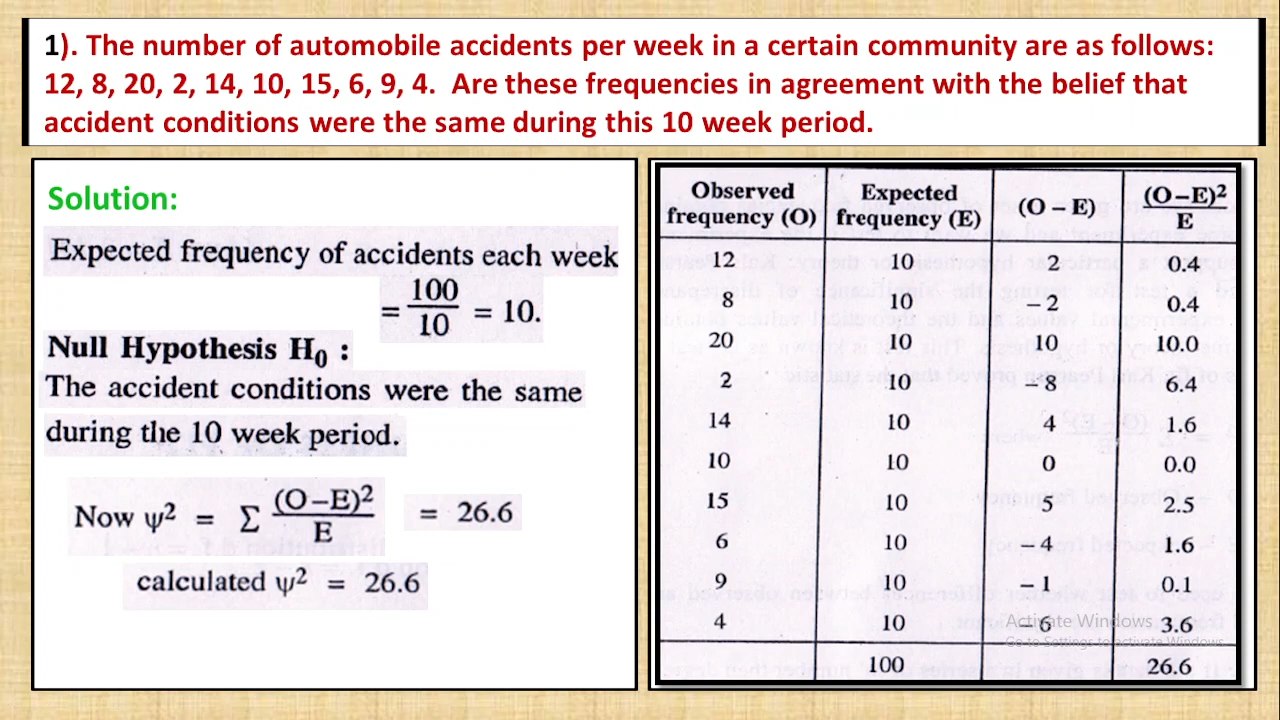 1). The number of automobile accidents per week in a certain community are as follows:
12, 8, 20, 2, 14, 10, 15, 6, 9, 4. Are these frequencies in agreement with the belief that
accident conditions were the same during this 10 week period.
Solution:
Expected frequency of accidents each week
= 100/10 = 10.
Null Hypothesis H₀ :
The accident conditions were the same
during the 10 week period.
Now ψ² = Σ (O−E)²/E = 26.6
calculated ψ² = 26.6
Observed frequency (O) Expected frequency (E) (O − E) (O−E)²/E
12 10 2 0.4
8 10 − 2 0.4
20 10 10 10.0
2 10 − 8 6.4
14 10 4 1.6
10 10 0 0.0
15 10 5 2.5
6 10 − 4 1.6
9 10 − 1 0.1
4 10 − 6 3.6
100 26.6
Activate Windows
Go to Settings to activate Windows.